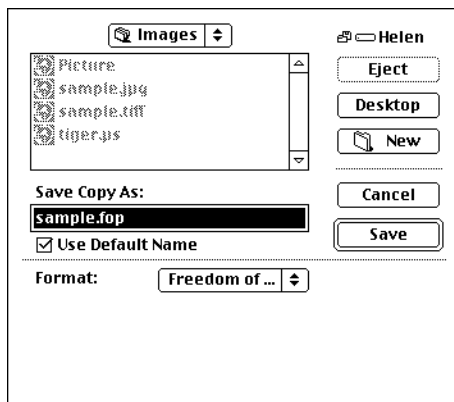 Images
Helen
Picture
sample.jpg
sample.tiff
tiger.ps
Eject
Desktop
New
Save Copy As:
sample.fop
Use Default Name
Cancel
Save
Format:
Freedom of ...